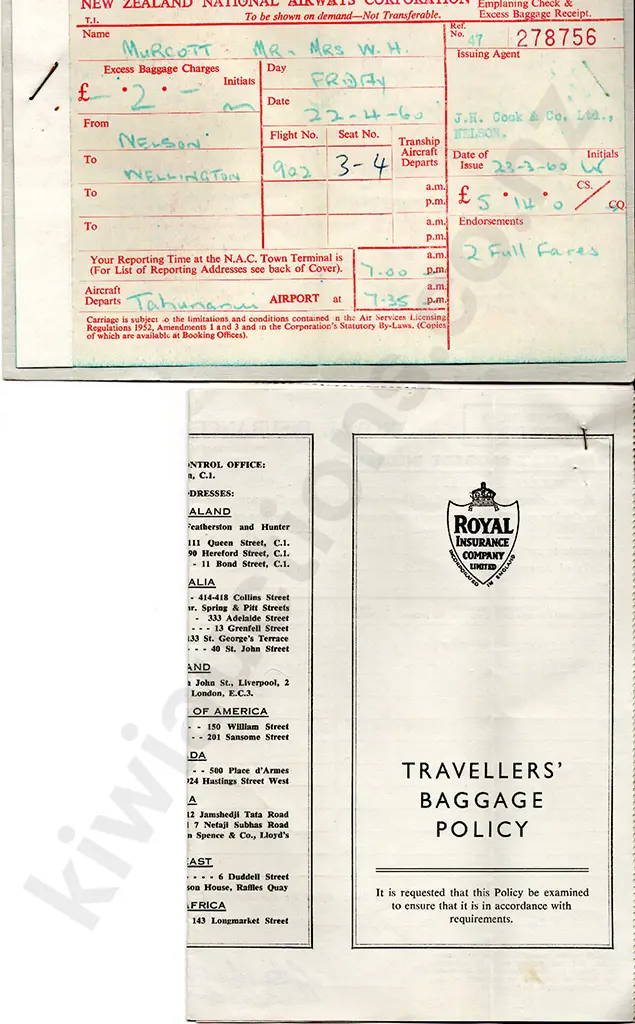 NEW ZEALAND NATIONAL AIRWAYS CORPORATION
Emplaning Check &
Excess Baggage Receipt.
T.I.
To be shown on demand—Not Transferable.
Name
MURCOTT MR. MRS W. H.
Ref.
No. 47 278756
Issuing Agent
J.H. Cook & Co. Ltd.,
NELSON.
Excess Baggage Charges
Initials
£ — • 2 • —
Day
FRIDAY
Date
22-4-60
From
NELSON
To
WELLINGTON
To
To
Flight No.
902
Seat No.
3-4
Tranship
Aircraft
Departs
a.m.
p.m.
a.m.
p.m.
Date of
Issue 23-3-60
Initials
£ 5 • 14 • 0
CS.
CQ.
Endorsements
2 Full Fares
Your Reporting Time at the N.A.C. Town Terminal is
(For List of Reporting Addresses see back of Cover).
7.00
a.m.
p.m.
Aircraft
Departs Tahunanui AIRPORT at
7-35
a.m.
p.m.
Carriage is subject to the limitations and conditions contained in the Air Services Licensing
Regulations 1952, Amendments 1 and 3 and in the Corporation's Statutory By-Laws. (Copies
of which are available at Booking Offices).
NTROL OFFICE:
n, C.1.
DRESSES:
ALAND
Featherston and Hunter
111 Queen Street, C.1.
90 Hereford Street, C.1.
- 11 Bond Street, C.1.
ALIA
- 414-418 Collins Street
r. Spring & Pitt Streets
- 333 Adelaide Street
- - - 13 Grenfell Street
133 St. George's Terrace
- - - 40 St. John Street
AND
John St., Liverpool, 2
London, E.C.3.
OF AMERICA
- - 150 William Street
- - 201 Sansome Street
DA
- - 500 Place d'Armes
924 Hastings Street West
A
12 Jamshedji Tata Road
7 Netaji Subhas Road
n Spence & Co., Lloyd's
EAST
- - - - 6 Duddell Street
son House, Raffles Quay
AFRICA
143 Longmarket Street
ROYAL
INSURANCE
COMPANY
LIMITED
INCORPORATED IN ENGLAND
TRAVELLERS'
BAGGAGE
POLICY
It is requested that this Policy be examined
to ensure that it is in accordance with
requirements.
kiwiauctions.co.nz